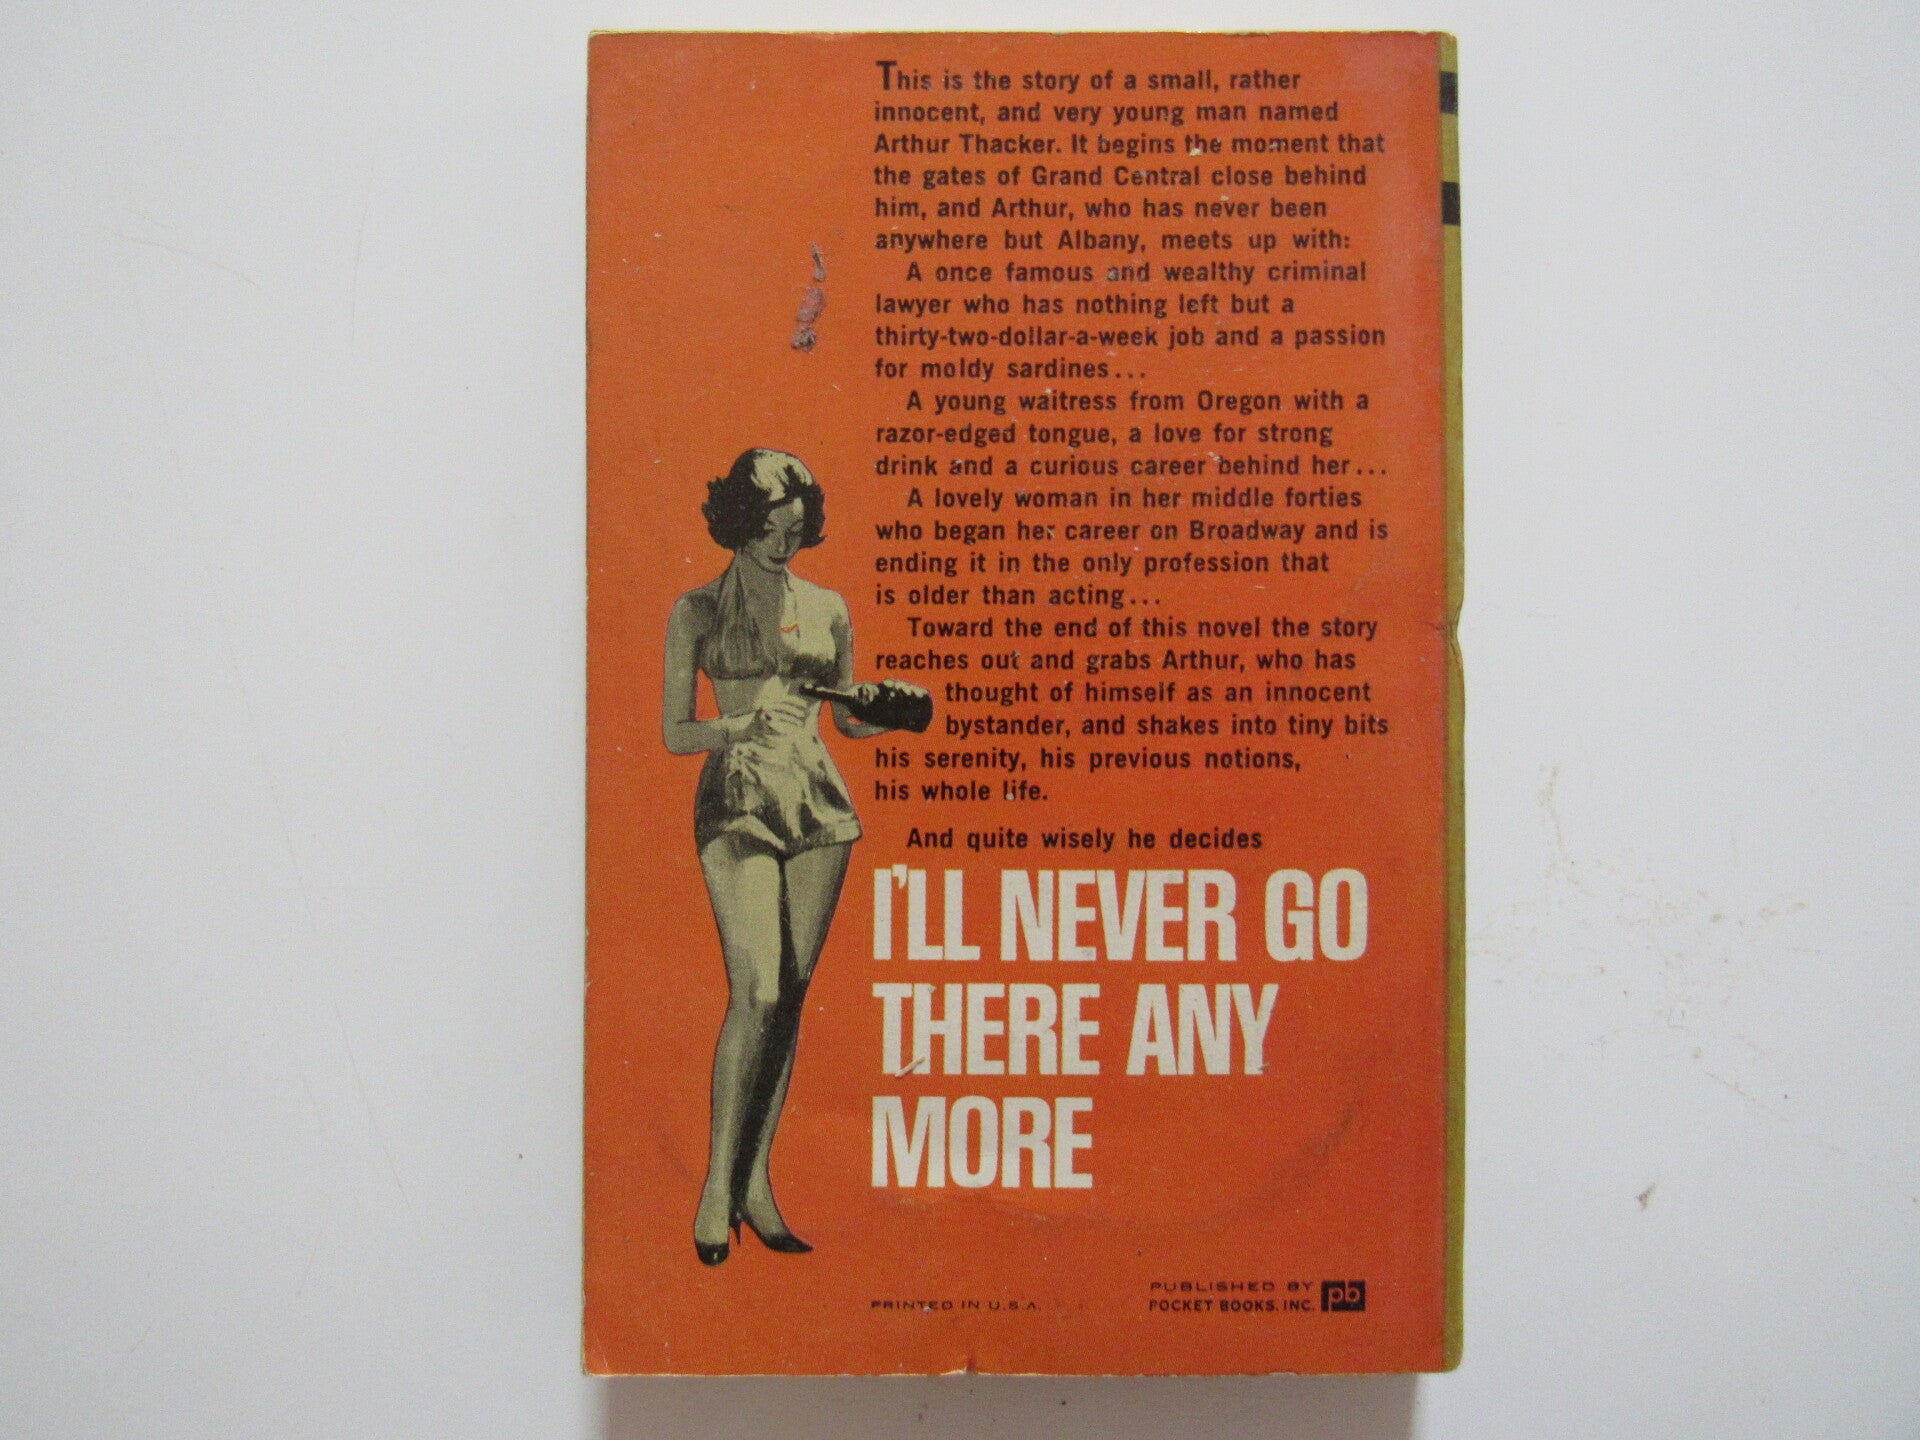 This is the story of a small, rather
innocent, and very young man named
Arthur Thacker. It begins the moment that
the gates of Grand Central close behind
him, and Arthur, who has never been
anywhere but Albany, meets up with:
A once famous and wealthy criminal
lawyer who has nothing left but a
thirty-two-dollar-a-week job and a passion
for moldy sardines...
A young waitress from Oregon with a
razor-edged tongue, a love for strong
drink and a curious career behind her...
A lovely woman in her middle forties
who began her career on Broadway and is
ending it in the only profession that
is older than acting...
Toward the end of this novel the story
reaches out and grabs Arthur, who has
thought of himself as an innocent
bystander, and shakes into tiny bits
his serenity, his previous notions,
his whole life.
And quite wisely he decides
I'LL NEVER GO
THERE ANY
MORE
PRINTED IN U.S.A.
PUBLISHED BY
POCKET BOOKS, INC. pb